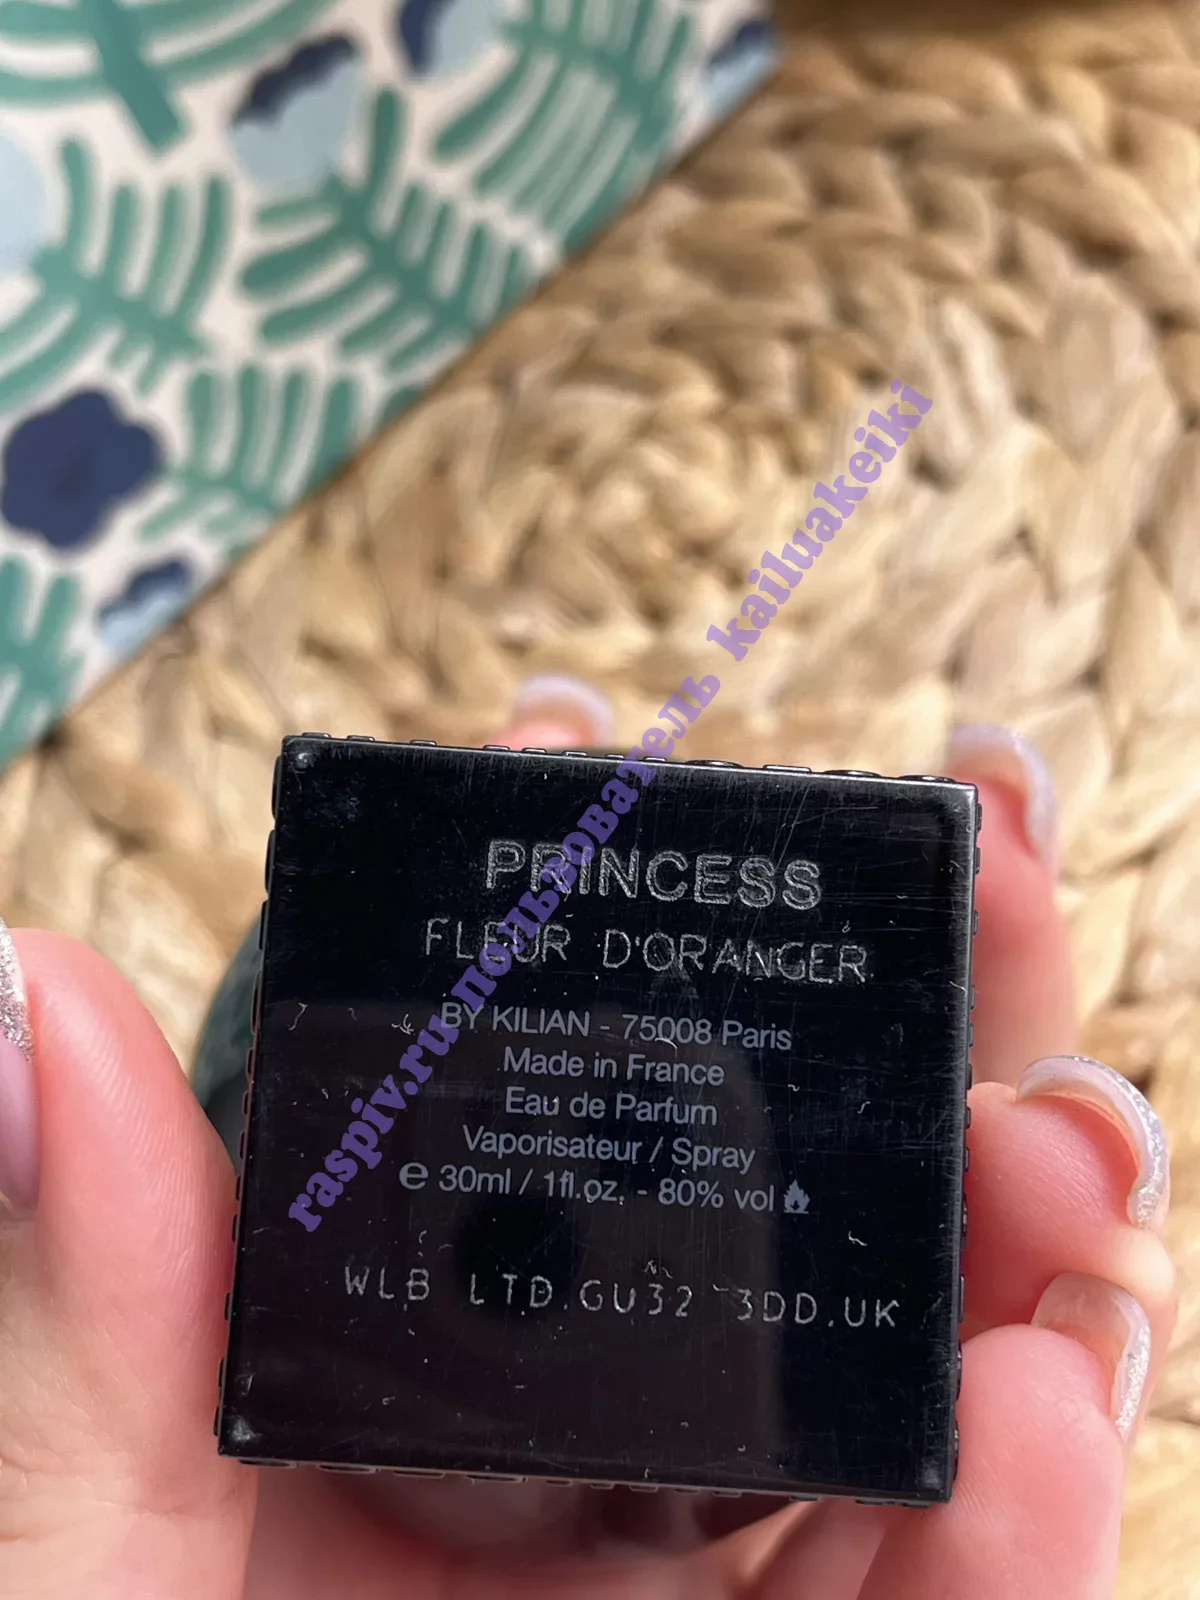 PRINCESS
FLEUR D'ORANGER
BY KILIAN - 75008 Paris
Made in France
Eau de Parfum
Vaporisateur / Spray
℮ 30ml / 1fl.oz. - 80% vol
WLB LTD.GU32 3DD.UK
raspiv.ru пользователь kailuakeiki